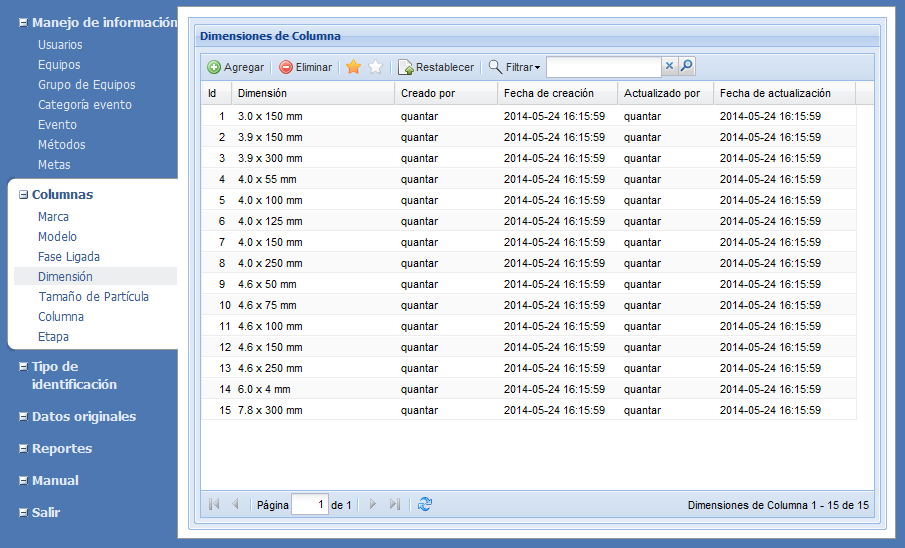 Manejo de información
Usuarios
Equipos
Grupo de Equipos
Categoría evento
Evento
Métodos
Metas
Columnas
Marca
Modelo
Fase Ligada
Dimensión
Tamaño de Partícula
Columna
Etapa
Tipo de
identificación
Datos originales
Reportes
Manual
Salir
Dimensiones de Columna
Agregar Eliminar Restablecer Filtrar
Id Dimensión Creado por Fecha de creación Actualizado por Fecha de actualización
1 3.0 x 150 mm quantar 2014-05-24 16:15:59 quantar 2014-05-24 16:15:59
2 3.9 x 150 mm quantar 2014-05-24 16:15:59 quantar 2014-05-24 16:15:59
3 3.9 x 300 mm quantar 2014-05-24 16:15:59 quantar 2014-05-24 16:15:59
4 4.0 x 55 mm quantar 2014-05-24 16:15:59 quantar 2014-05-24 16:15:59
5 4.0 x 100 mm quantar 2014-05-24 16:15:59 quantar 2014-05-24 16:15:59
6 4.0 x 125 mm quantar 2014-05-24 16:15:59 quantar 2014-05-24 16:15:59
7 4.0 x 150 mm quantar 2014-05-24 16:15:59 quantar 2014-05-24 16:15:59
8 4.0 x 250 mm quantar 2014-05-24 16:15:59 quantar 2014-05-24 16:15:59
9 4.6 x 50 mm quantar 2014-05-24 16:15:59 quantar 2014-05-24 16:15:59
10 4.6 x 75 mm quantar 2014-05-24 16:15:59 quantar 2014-05-24 16:15:59
11 4.6 x 100 mm quantar 2014-05-24 16:15:59 quantar 2014-05-24 16:15:59
12 4.6 x 150 mm quantar 2014-05-24 16:15:59 quantar 2014-05-24 16:15:59
13 4.6 x 250 mm quantar 2014-05-24 16:15:59 quantar 2014-05-24 16:15:59
14 6.0 x 4 mm quantar 2014-05-24 16:15:59 quantar 2014-05-24 16:15:59
15 7.8 x 300 mm quantar 2014-05-24 16:15:59 quantar 2014-05-24 16:15:59
Página 1 de 1 Dimensiones de Columna 1 - 15 de 15